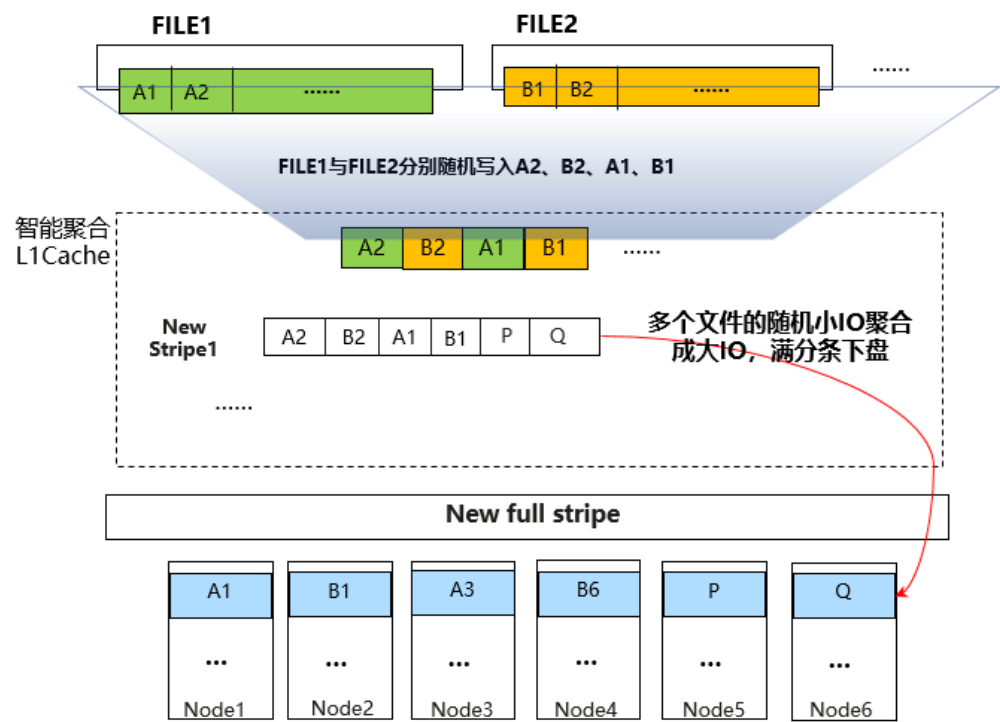 FILE1
FILE2
A1 A2 ······
B1 B2 ······
······
FILE1与FILE2分别随机写入A2、B2、A1、B1
智能聚合
L1Cache
A2 B2 A1 B1 ······
New
Stripe1
A2 B2 A1 B1 P Q
多个文件的随机小IO聚合
成大IO，满分条下盘
······
New full stripe
A1 B1 A3 B6 P Q
... ... ... ... ... ...
Node1 Node2 Node3 Node4 Node5 Node6